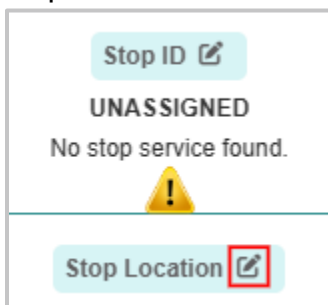 Stop ID
UNASSIGNED
No stop service found.
Stop Location